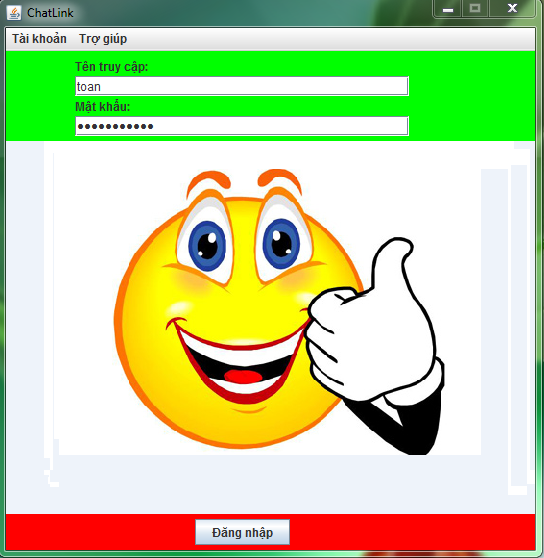 ChatLink
Tài khoản Trợ giúp
Tên truy cập:
toan
Mật khẩu:
•••••••••••
Đăng nhập